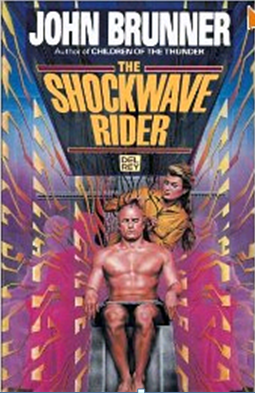 JOHN BRUNNER
Author of CHILDREN OF THE THUNDER
THE
SHOCKWAVE
RIDER
DEL
REY